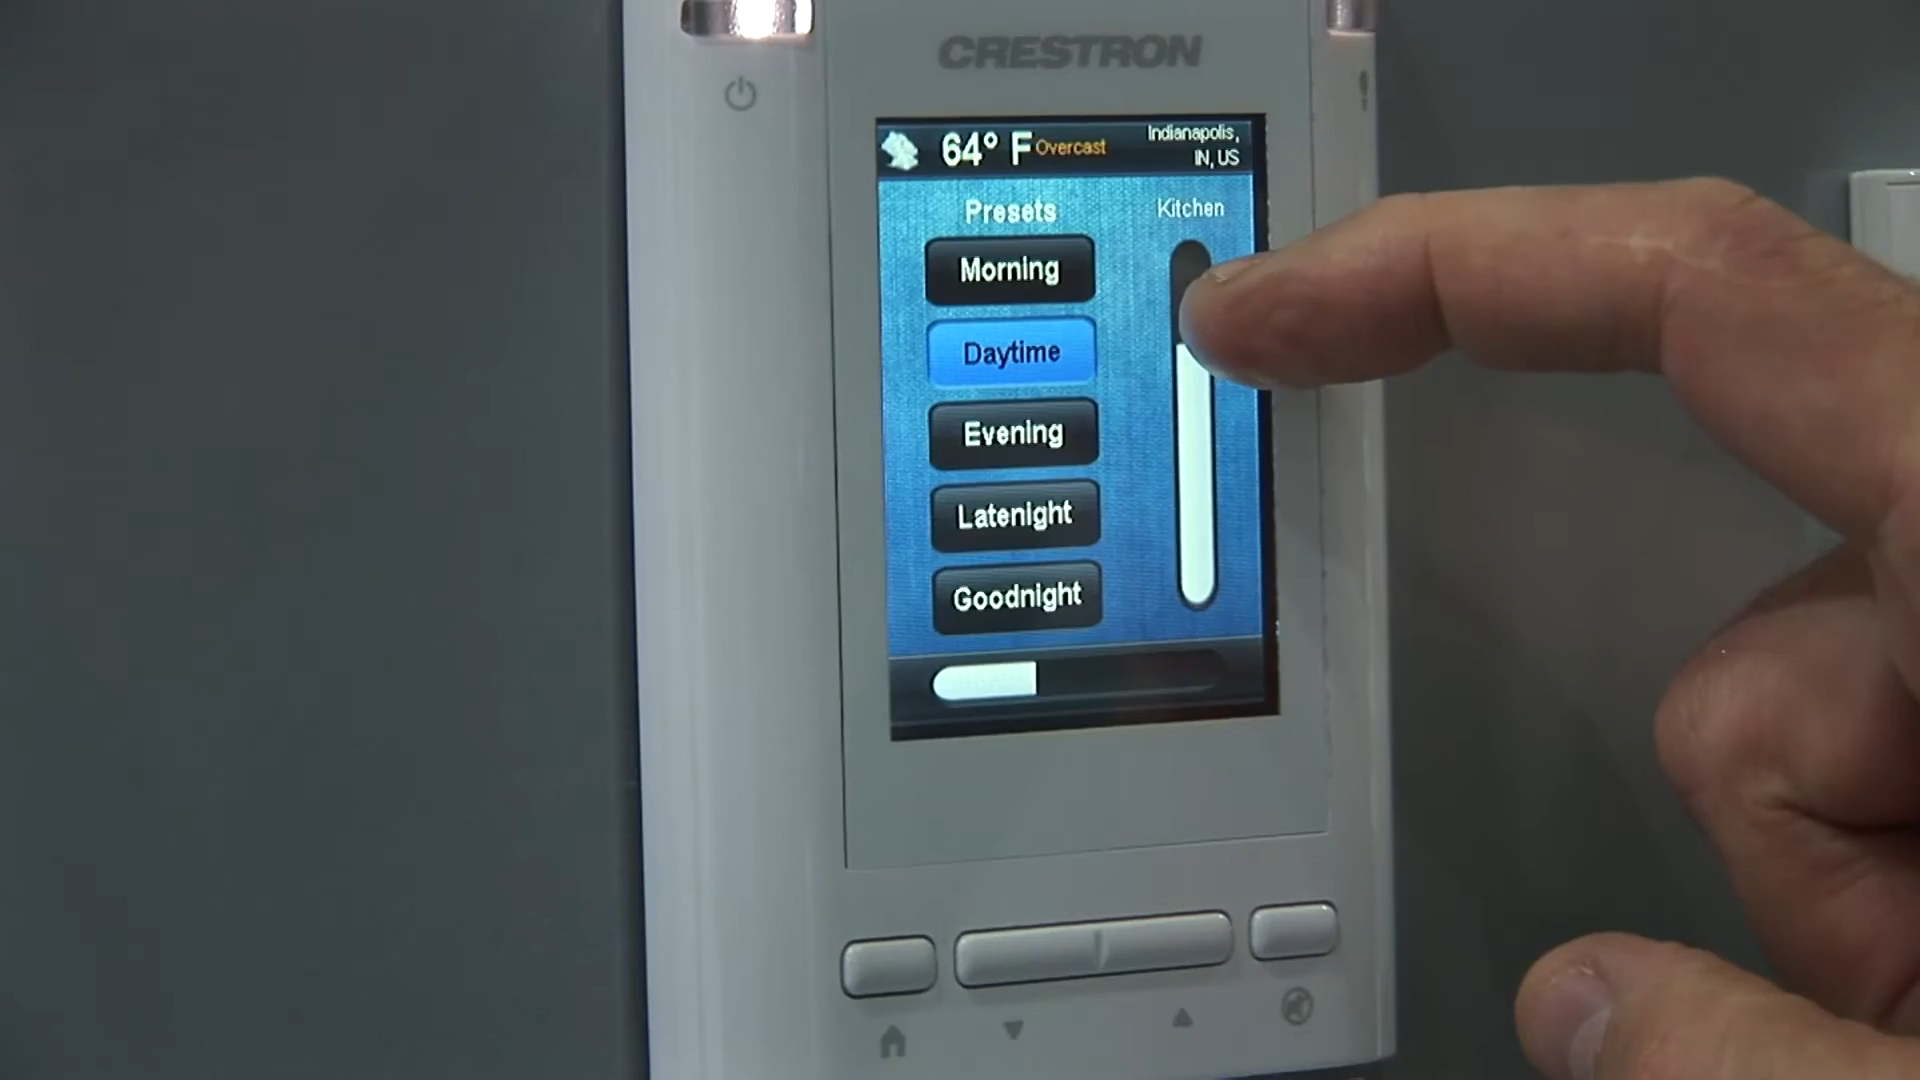 CRESTRON
64° F Overcast
Indianapolis,
IN, US
Presets
Kitchen
Morning
Daytime
Evening
Latenight
Goodnight